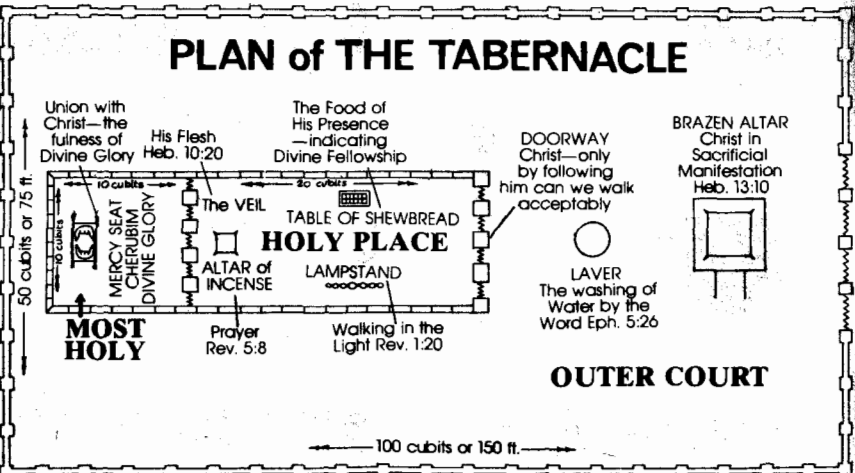 PLAN of THE TABERNACLE
Union with
Christ—the
fulness of
Divine Glory
His Flesh
Heb. 10:20
The Food of
His Presence
—indicating
Divine Fellowship
DOORWAY
Christ—only
by following
him can we walk
acceptably
BRAZEN ALTAR
Christ in
Sacrificial
Manifestation
Heb. 13:10
50 cubits or 75 ft.
10 cubits
10 cubits
MERCY SEAT
CHERUBIM
DIVINE GLORY
The VEIL
20 cubits
TABLE OF SHEWBREAD
HOLY PLACE
ALTAR of
INCENSE
LAMPSTAND
LAVER
The washing of
Water by the
Word Eph. 5:26
MOST
HOLY
Prayer
Rev. 5:8
Walking in the
Light Rev. 1:20
OUTER COURT
100 cubits or 150 ft.